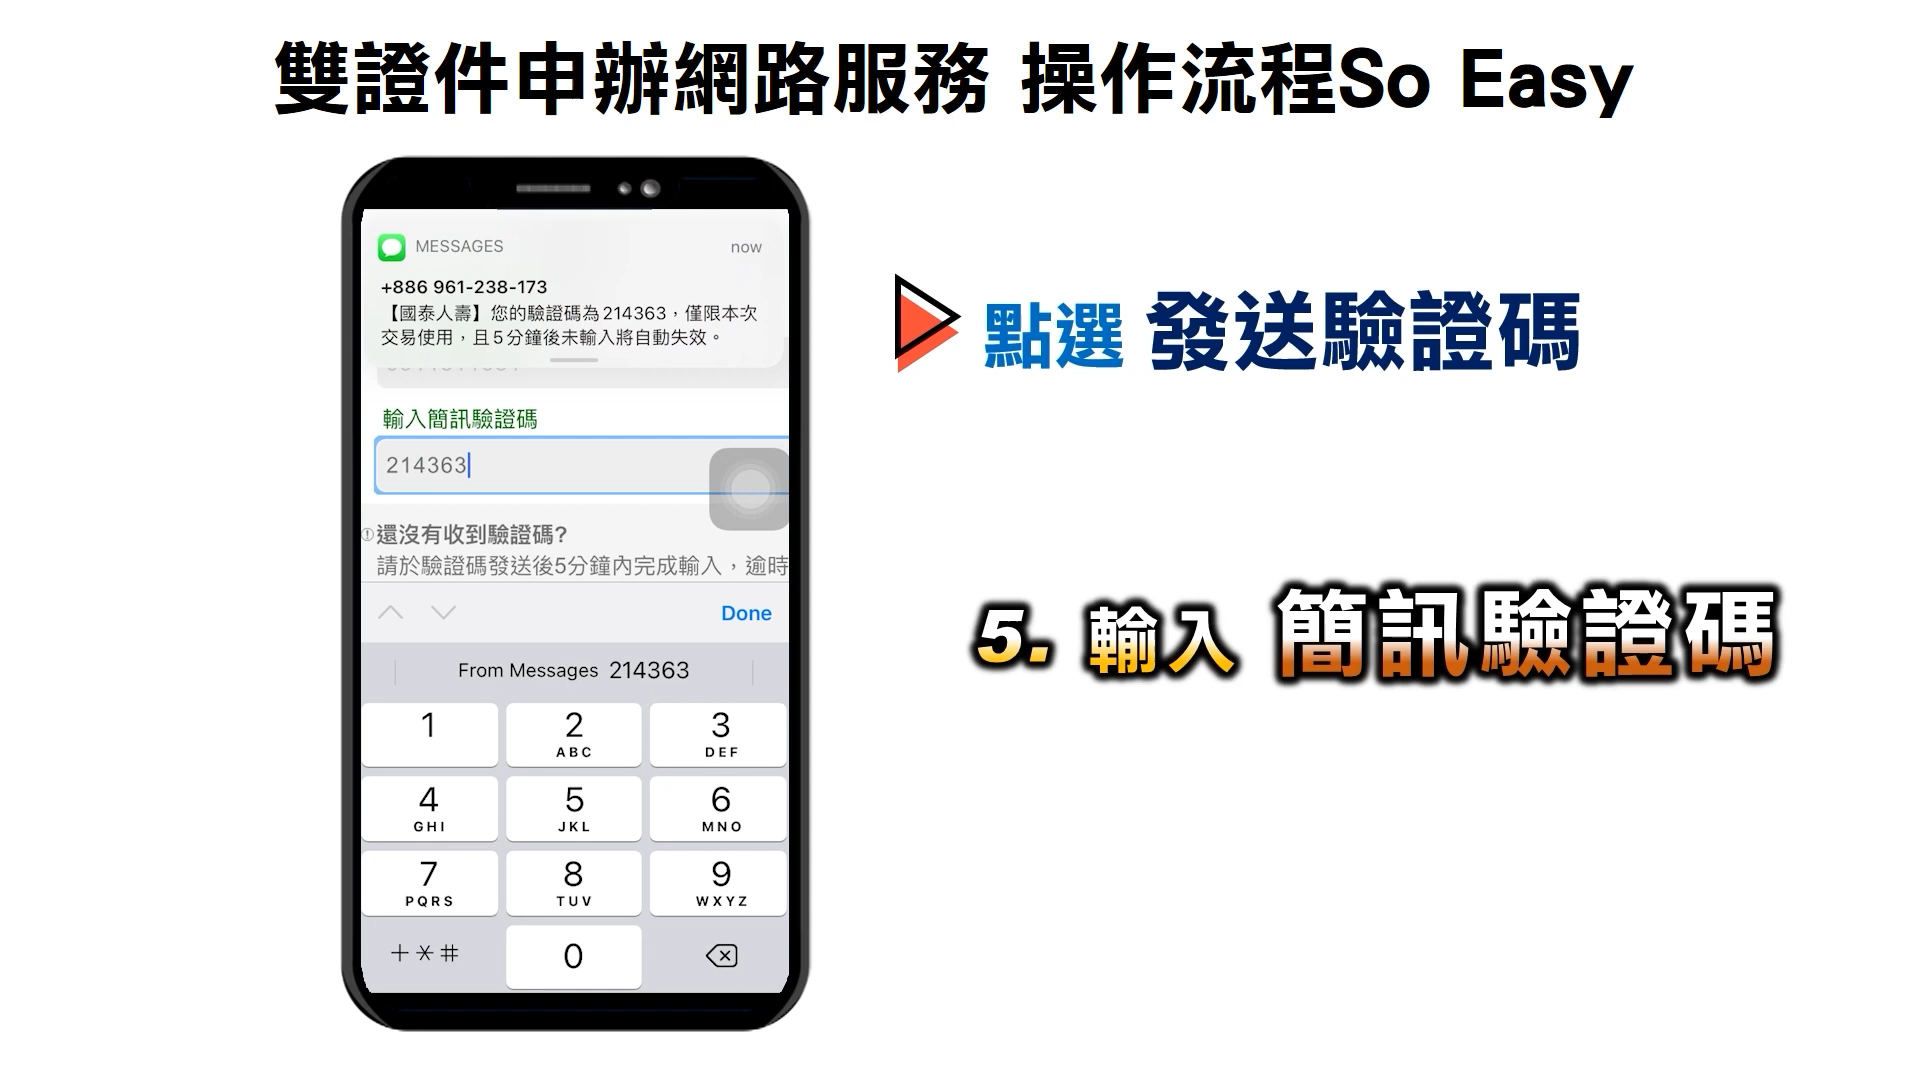 雙證件申辦網路服務 操作流程So Easy
MESSAGES
now
+886 961-238-173
【國泰人壽】您的驗證碼為214363，僅限本次
交易使用，且5分鐘後未輸入將自動失效。
輸入簡訊驗證碼
214363
還沒有收到驗證碼?
請於驗證碼發送後5分鐘內完成輸入，逾時
Done
From Messages 214363
1
2
ABC
3
DEF
4
GHI
5
JKL
6
MNO
7
PQRS
8
TUV
9
WXYZ
+*#
0
點選 發送驗證碼
5. 輸入 簡訊驗證碼